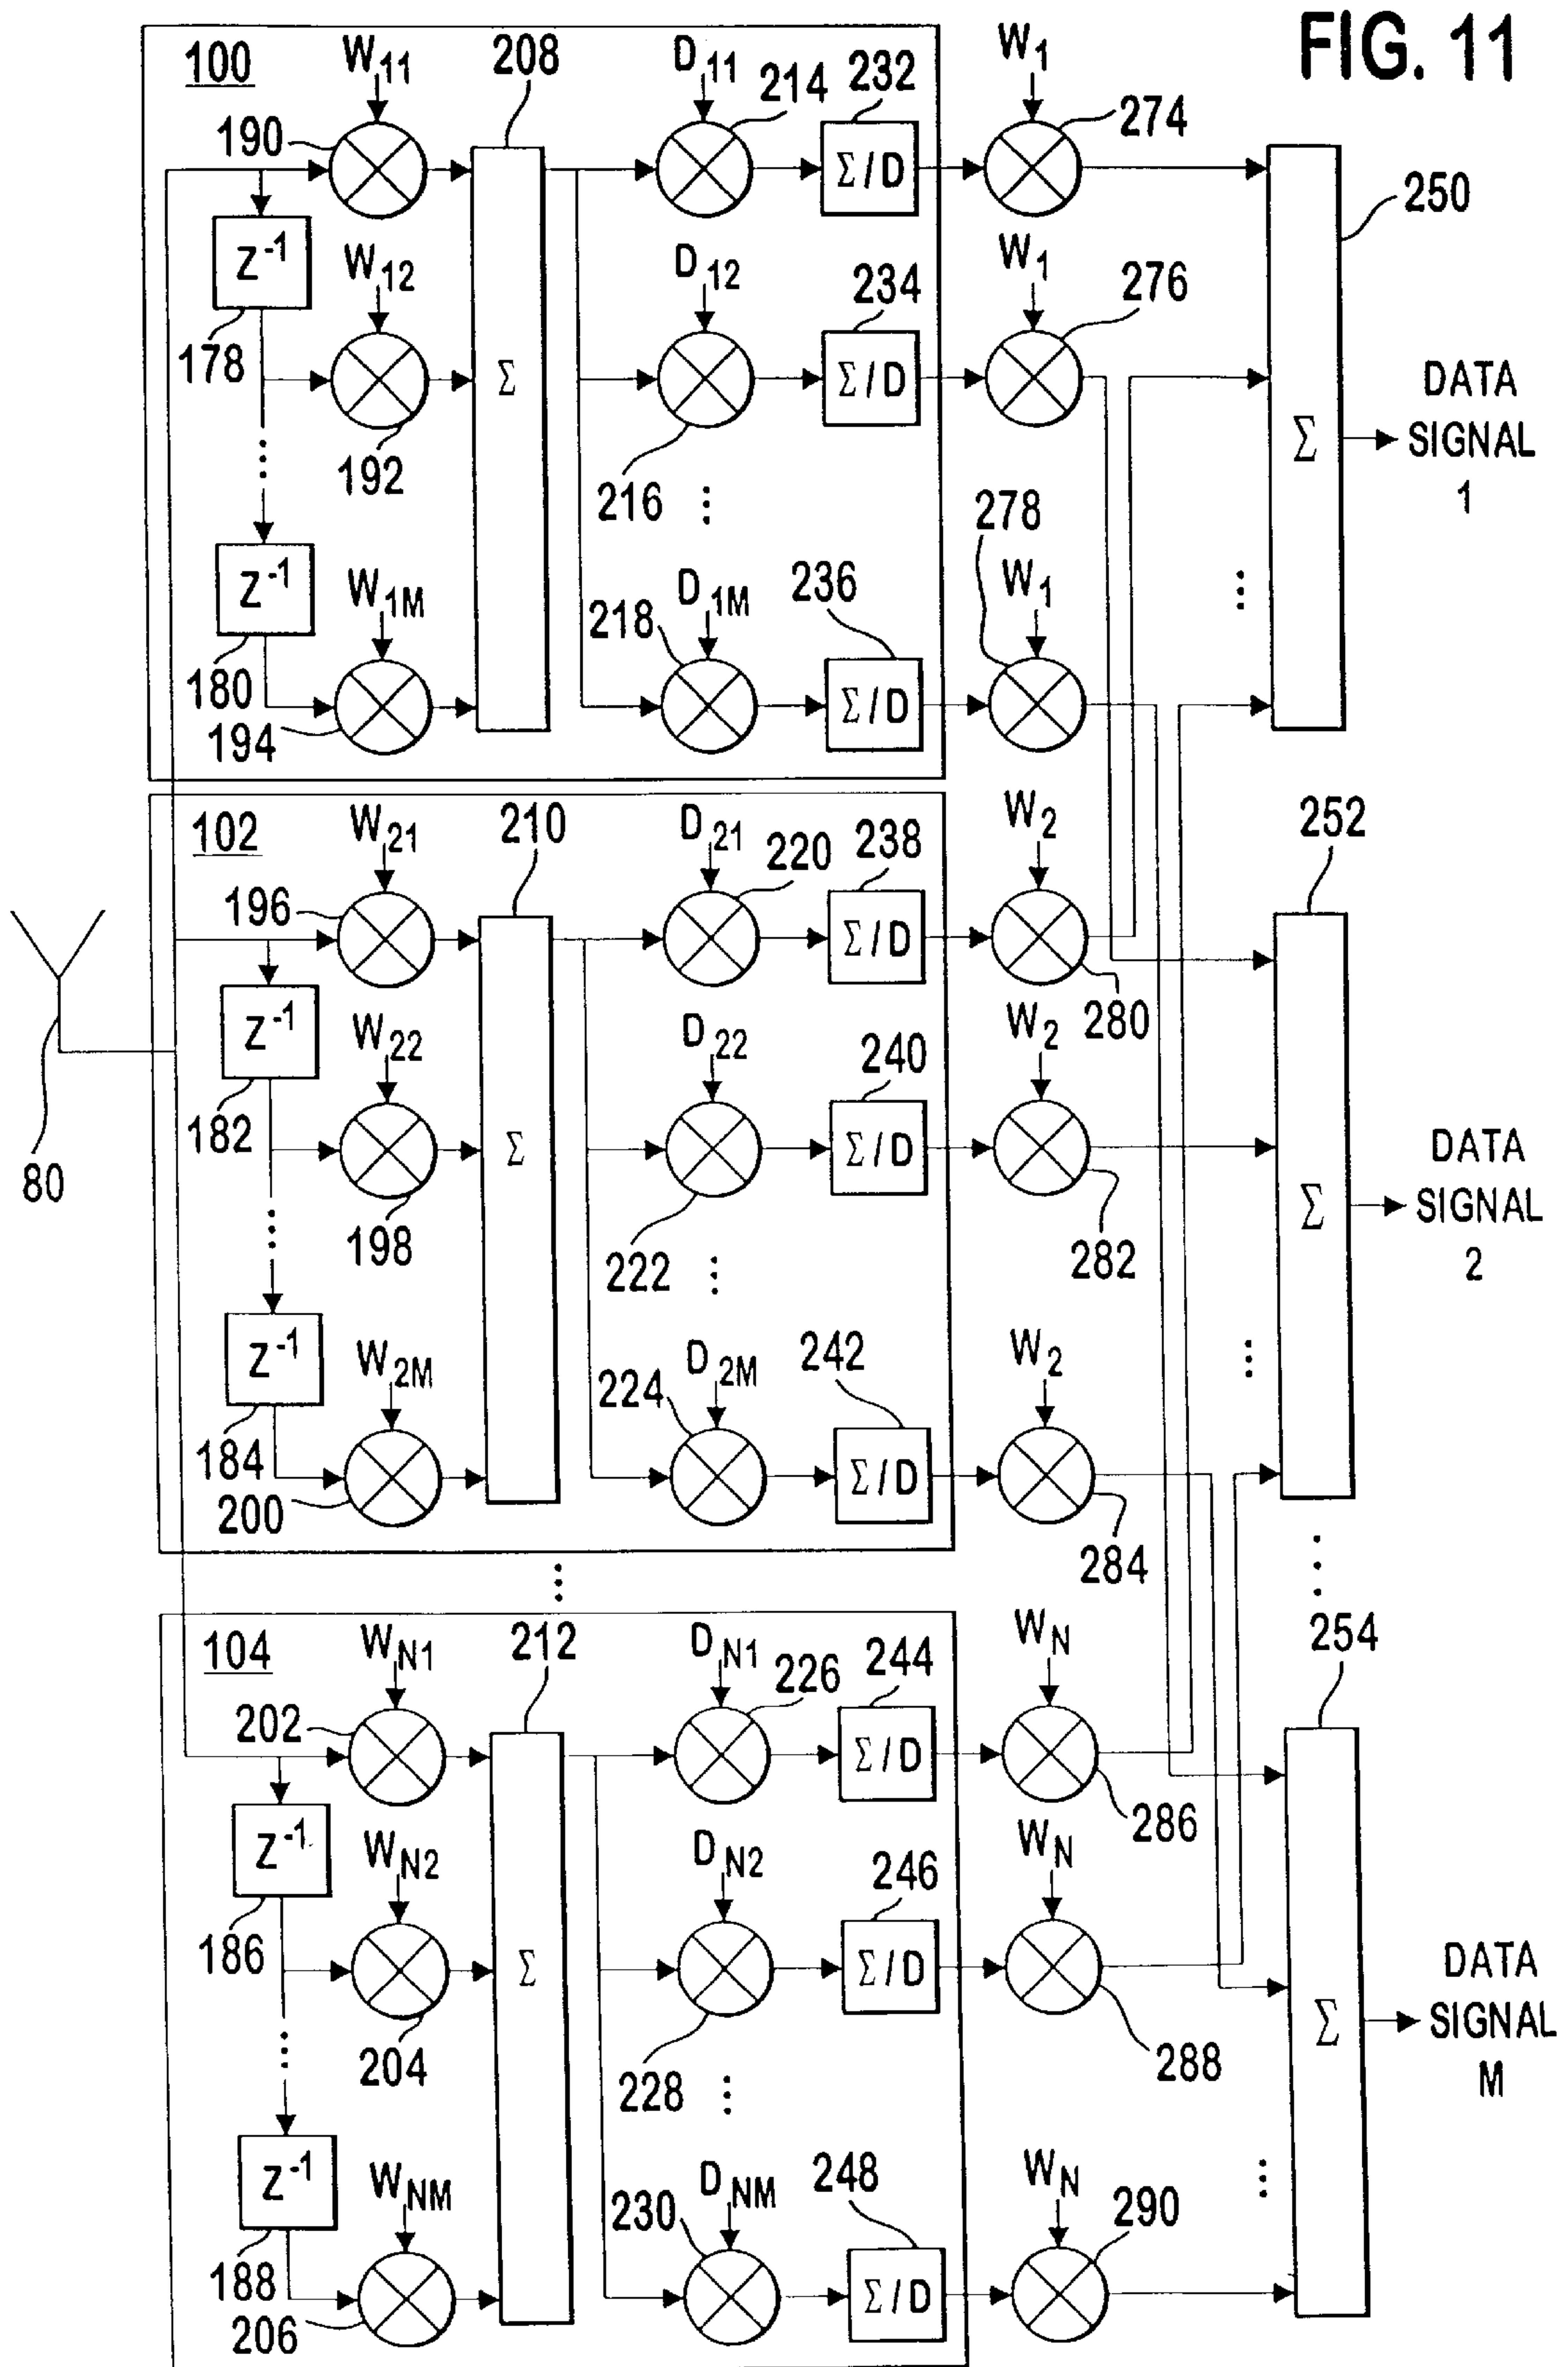 FIG. 11
100 W11 208 D11 214 232 W1 274
190 Σ/D 250
Z-1 W12 D12 234 W1 276
178 Σ Σ/D DATA
192 216 278 Σ SIGNAL
1
Z-1 W1M D1M 236 W1
218
180 Σ/D
194
102 W21 210 D21 220 238 W2 252
196 Σ/D
Z-1 W22 D22 240 W2 280
182 Σ Σ/D DATA
80 198 222 282 Σ SIGNAL
2
Z-1 W2M D2M 242 W2
224
184 Σ/D
200 284
104 WN1 212 DN1 226 244 WN 254
202 Σ/D
Z-1 WN2 DN2 246 WN 286
186 Σ Σ/D DATA
204 228 288 Σ SIGNAL
M
Z-1 WNM DNM 248 WN 290
230
188 Σ/D
206